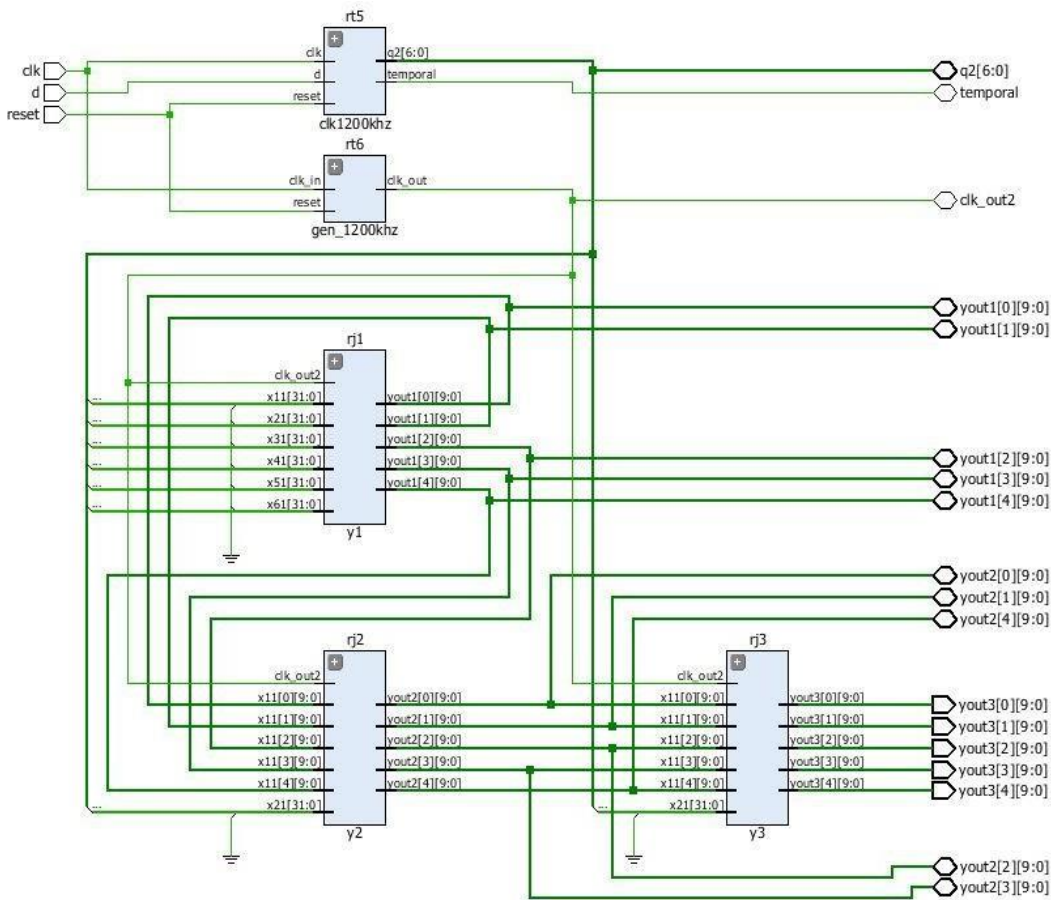 rt5
clk
d
reset
q2[6:0]
temporal
clk1200khz
clk
d
reset
q2[6:0]
temporal
rt6
clk_in
reset
clk_out
gen_1200khz
clk_out2
rj1
clk_out2
... x11[31:0]
... x21[31:0]
... x31[31:0]
... x41[31:0]
... x51[31:0]
... x61[31:0]
yout1[0][9:0]
yout1[1][9:0]
yout1[2][9:0]
yout1[3][9:0]
yout1[4][9:0]
y1
yout1[0][9:0]
yout1[1][9:0]
yout1[2][9:0]
yout1[3][9:0]
yout1[4][9:0]
yout2[0][9:0]
yout2[1][9:0]
yout2[4][9:0]
rj2
clk_out2
x11[0][9:0]
x11[1][9:0]
x11[2][9:0]
x11[3][9:0]
x11[4][9:0]
... x21[31:0]
yout2[0][9:0]
yout2[1][9:0]
yout2[2][9:0]
yout2[3][9:0]
yout2[4][9:0]
y2
rj3
clk_out2
x11[0][9:0]
x11[1][9:0]
x11[2][9:0]
x11[3][9:0]
x11[4][9:0]
... x21[31:0]
yout3[0][9:0]
yout3[1][9:0]
yout3[2][9:0]
yout3[3][9:0]
yout3[4][9:0]
y3
yout3[0][9:0]
yout3[1][9:0]
yout3[2][9:0]
yout3[3][9:0]
yout3[4][9:0]
yout2[2][9:0]
yout2[3][9:0]